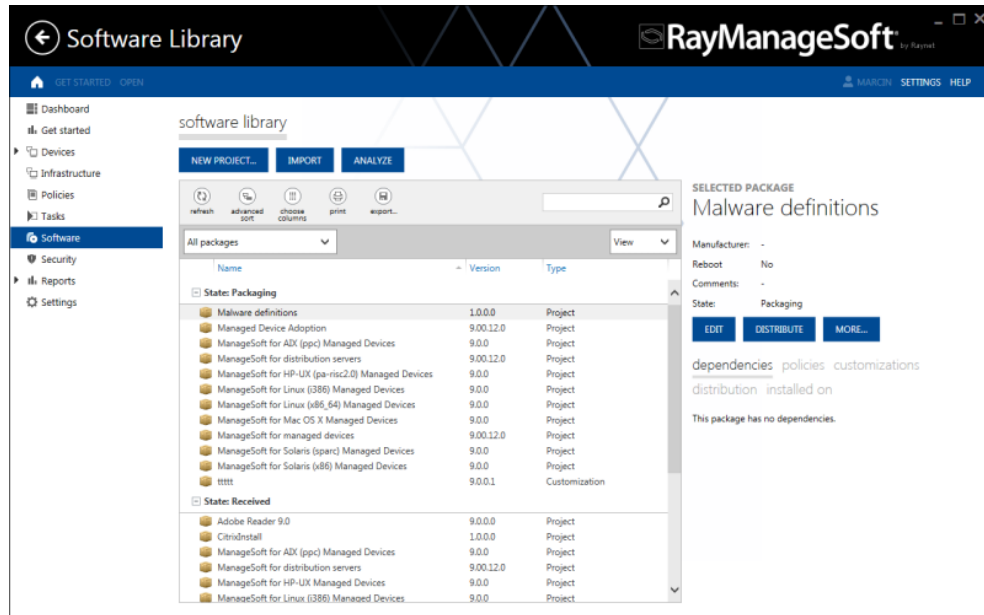 Software Library
RayManageSoft by Raynet
GET STARTED OPEN
MARCIN SETTINGS HELP
Dashboard
Get started
Devices
Infrastructure
Policies
Tasks
Software
Security
Reports
Settings
software library
NEW PROJECT... IMPORT ANALYZE
refresh advanced sort choose columns print export...
All packages View
Name Version Type
State: Packaging
Malware definitions 1.0.0.0 Project
Managed Device Adoption 9.00.12.0 Project
ManageSoft for AIX (ppc) Managed Devices 9.0.0 Project
ManageSoft for distribution servers 9.00.12.0 Project
ManageSoft for HP-UX (pa-risc2.0) Managed Devices 9.0.0 Project
ManageSoft for Linux (i386) Managed Devices 9.0.0 Project
ManageSoft for Linux (x86_64) Managed Devices 9.0.0 Project
ManageSoft for Mac OS X Managed Devices 9.0.0 Project
ManageSoft for managed devices 9.00.12.0 Project
ManageSoft for Solaris (sparc) Managed Devices 9.0.0 Project
ManageSoft for Solaris (x86) Managed Devices 9.0.0 Project
tttttt 9.0.0.1 Customization
State: Received
Adobe Reader 9.0 9.0.0.0 Project
CitrixInstall 1.0.0.0 Project
ManageSoft for AIX (ppc) Managed Devices 9.0.0 Project
ManageSoft for distribution servers 9.00.12.0 Project
ManageSoft for HP-UX Managed Devices 9.0.0 Project
ManageSoft for Linux (i386) Managed Devices 9.0.0 Project
SELECTED PACKAGE
Malware definitions
Manufacturer: -
Reboot No
Comments: -
State: Packaging
EDIT DISTRIBUTE MORE...
dependencies policies customizations
distribution installed on
This package has no dependencies.